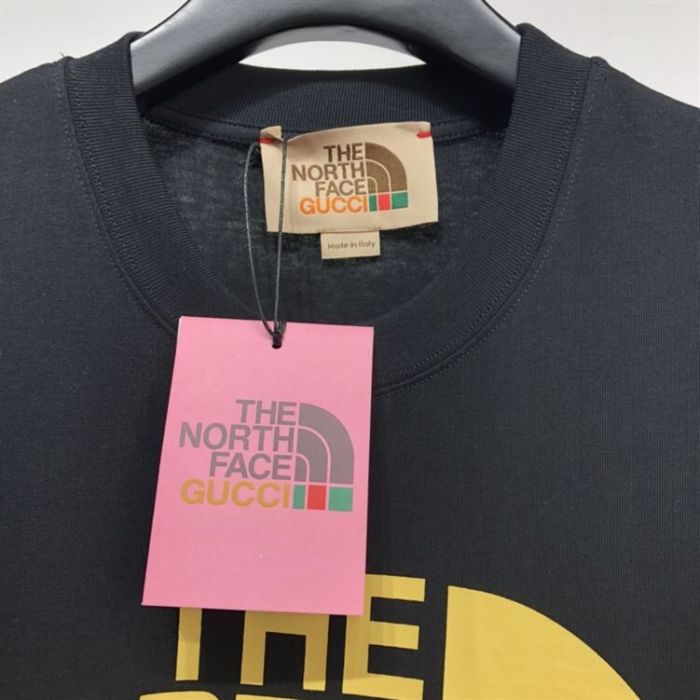 THE
NORTH
FACE
GUCCI
Made in Italy
THE
NORTH
FACE
GUCCI
THE